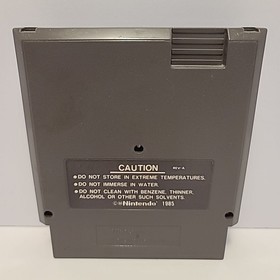 CAUTION REV-A
●DO NOT STORE IN EXTREME TEMPERATURES.
●DO NOT IMMERSE IN WATER.
●DO NOT CLEAN WITH BENZENE, THINNER,
ALCOHOL OR OTHER SUCH SOLVENTS.
©®Nintendo 1985